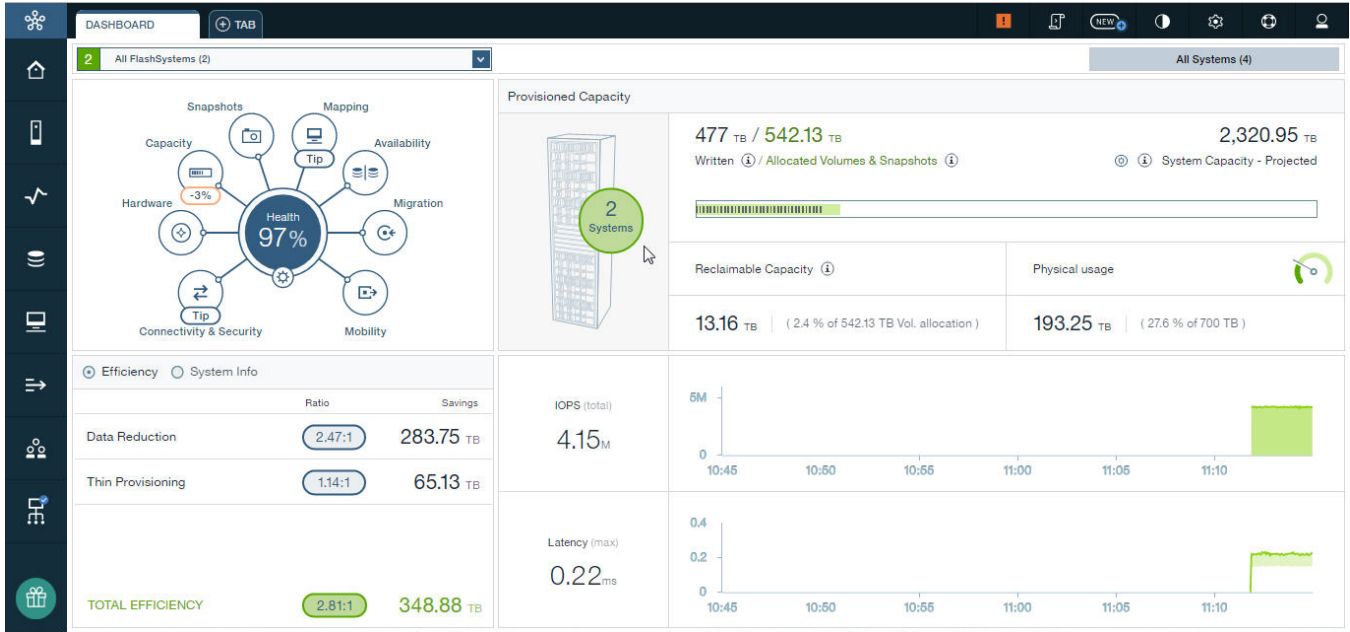 DASHBOARD
TAB
!
NEW
2 All FlashSystems (2)
All Systems (4)
Snapshots
Mapping
Capacity
Tip
Availability
-3%
Hardware
Migration
Health
97%
Tip
Connectivity & Security
Mobility
Provisioned Capacity
2
Systems
477 TB / 542.13 TB
Written i / Allocated Volumes & Snapshots i
2,320.95 TB
i System Capacity - Projected
Reclaimable Capacity i
13.16 TB ( 2.4 % of 542.13 TB Vol. allocation )
Physical usage
193.25 TB ( 27.6 % of 700 TB )
Efficiency System Info
Ratio Savings
Data Reduction 2.47:1 283.75 TB
Thin Provisioning 1.14:1 65.13 TB
TOTAL EFFICIENCY 2.81:1 348.88 TB
IOPS (total)
4.15M
5M
0
10:45 10:50 10:55 11:00 11:05 11:10
Latency (max)
0.22ms
0.4
0.2
0
10:45 10:50 10:55 11:00 11:05 11:10